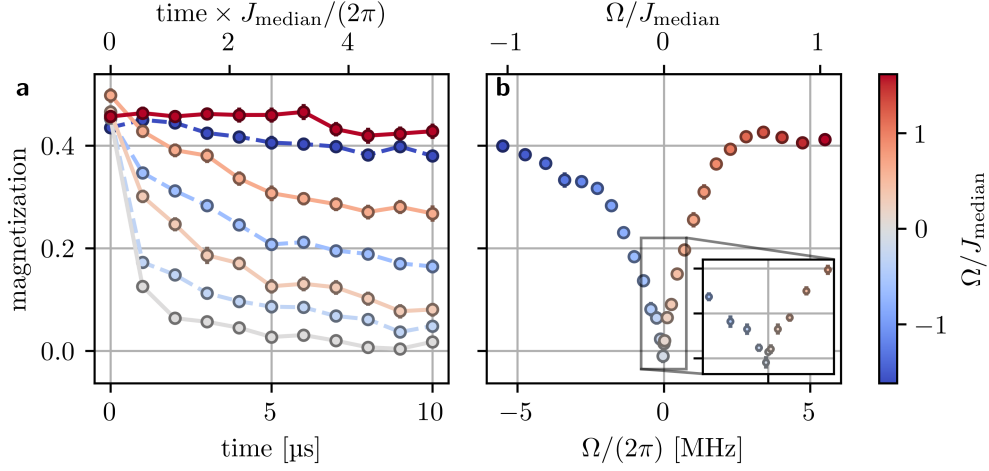 time × J_median/(2π)
0 2 4
a
0.4
0.2
0.0
magnetization
0 5 10
time [µs]
Ω/J_median
−1 0 1
b
−5 0 5
Ω/(2π) [MHz]
1
0
−1
Ω/J_median